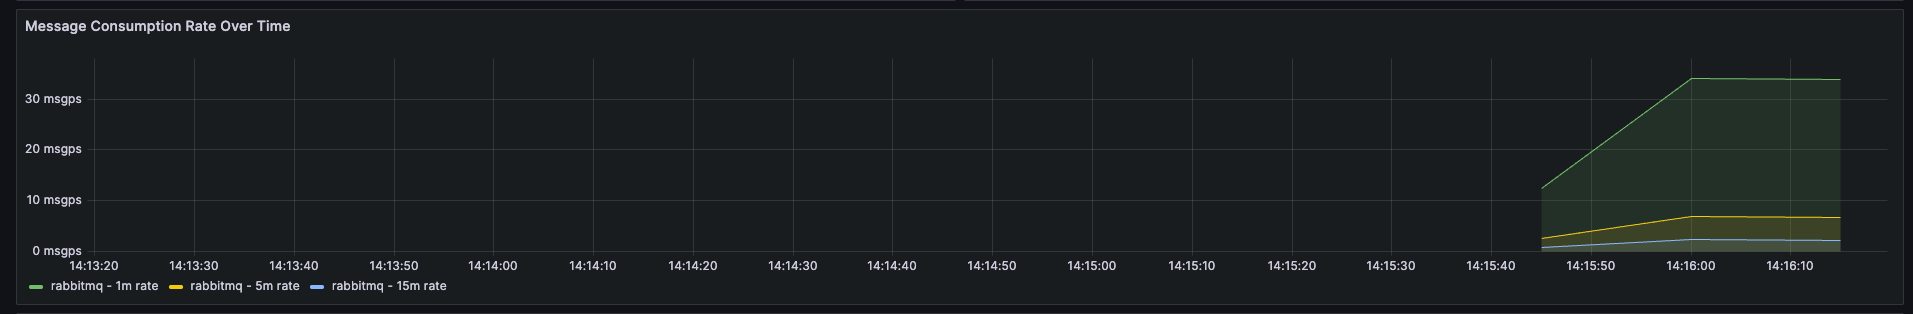 Message Consumption Rate Over Time
30 msgps
20 msgps
10 msgps
0 msgps
14:13:20 14:13:30 14:13:40 14:13:50 14:14:00 14:14:10 14:14:20 14:14:30 14:14:40 14:14:50 14:15:00 14:15:10 14:15:20 14:15:30 14:15:40 14:15:50 14:16:00 14:16:10
rabbitmq - 1m rate rabbitmq - 5m rate rabbitmq - 15m rate